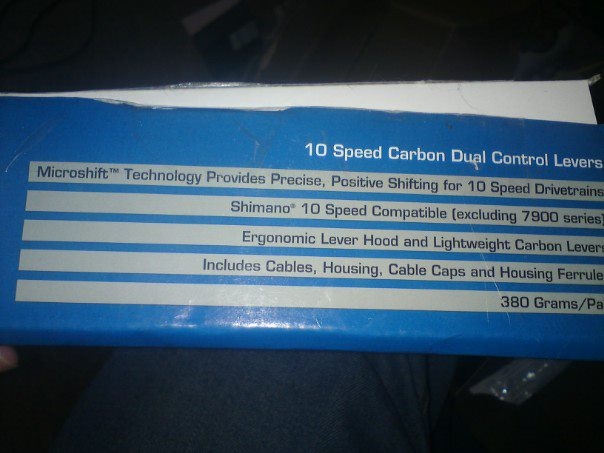 10 Speed Carbon Dual Control Levers
Microshift™ Technology Provides Precise, Positive Shifting for 10 Speed Drivetrains
Shimano® 10 Speed Compatible (excluding 7900 series)
Ergonomic Lever Hood and Lightweight Carbon Lever
Includes Cables, Housing, Cable Caps and Housing Ferrule
380 Grams/Pa